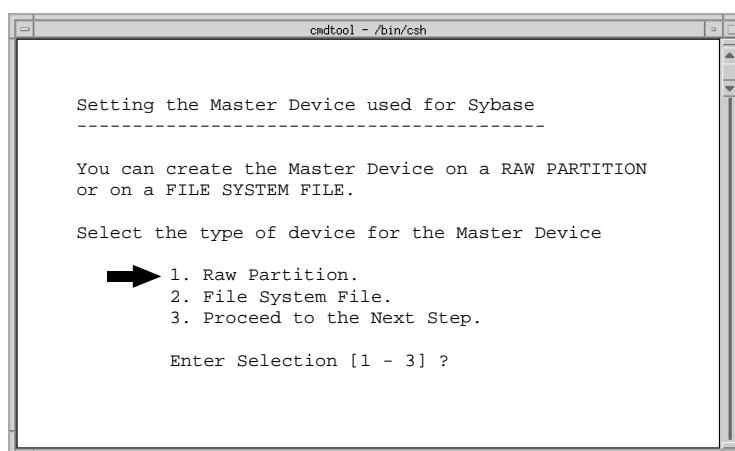 cmdtool - /bin/csh
Setting the Master Device used for Sybase
------------------------------------------
You can create the Master Device on a RAW PARTITION
or on a FILE SYSTEM FILE.
Select the type of device for the Master Device
1. Raw Partition.
2. File System File.
3. Proceed to the Next Step.
Enter Selection [1 - 3] ?